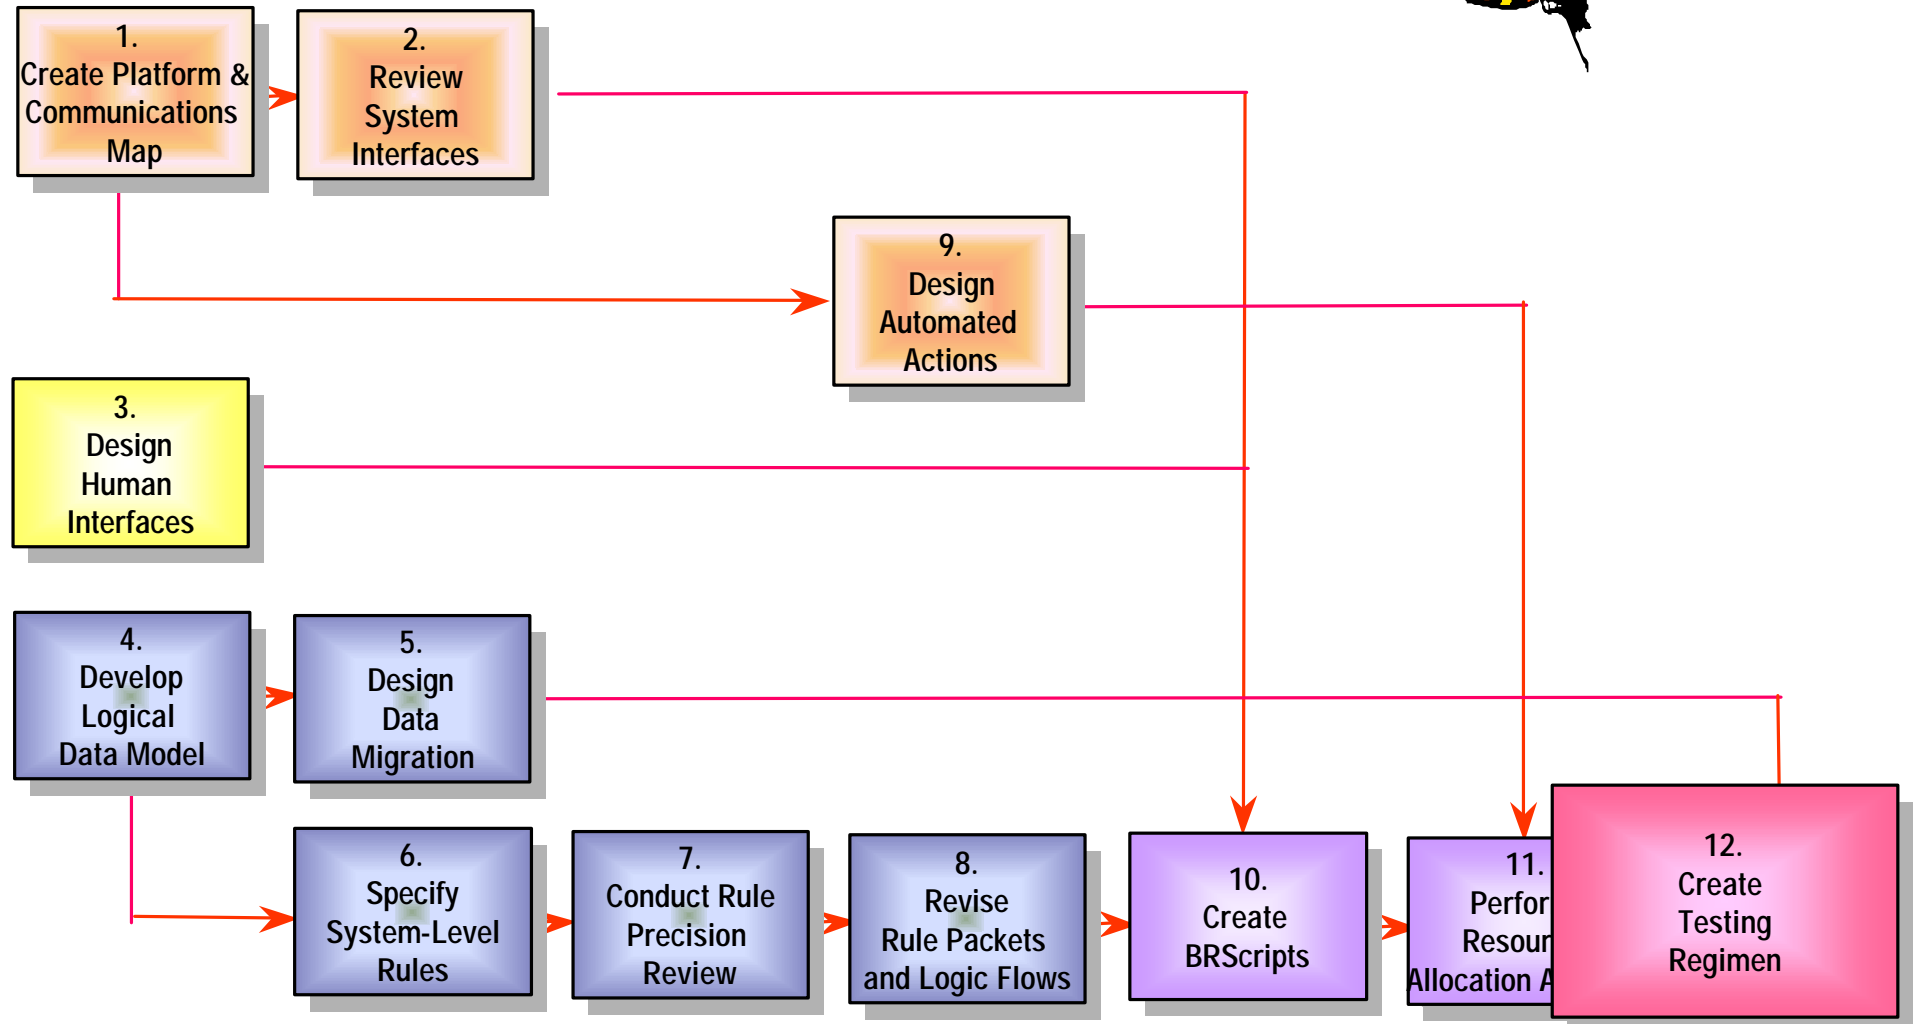 1.
Create Platform &
Communications
Map
2.
Review
System
Interfaces
9.
Design
Automated
Actions
3.
Design
Human
Interfaces
4.
Develop
Logical
Data Model
5.
Design
Data
Migration
6.
Specify
System-Level
Rules
7.
Conduct Rule
Precision
Review
8.
Revise
Rule Packets
and Logic Flows
10.
Create
BRScripts
11.
Resour
Allocation
12.
Create
Testing
Regimen